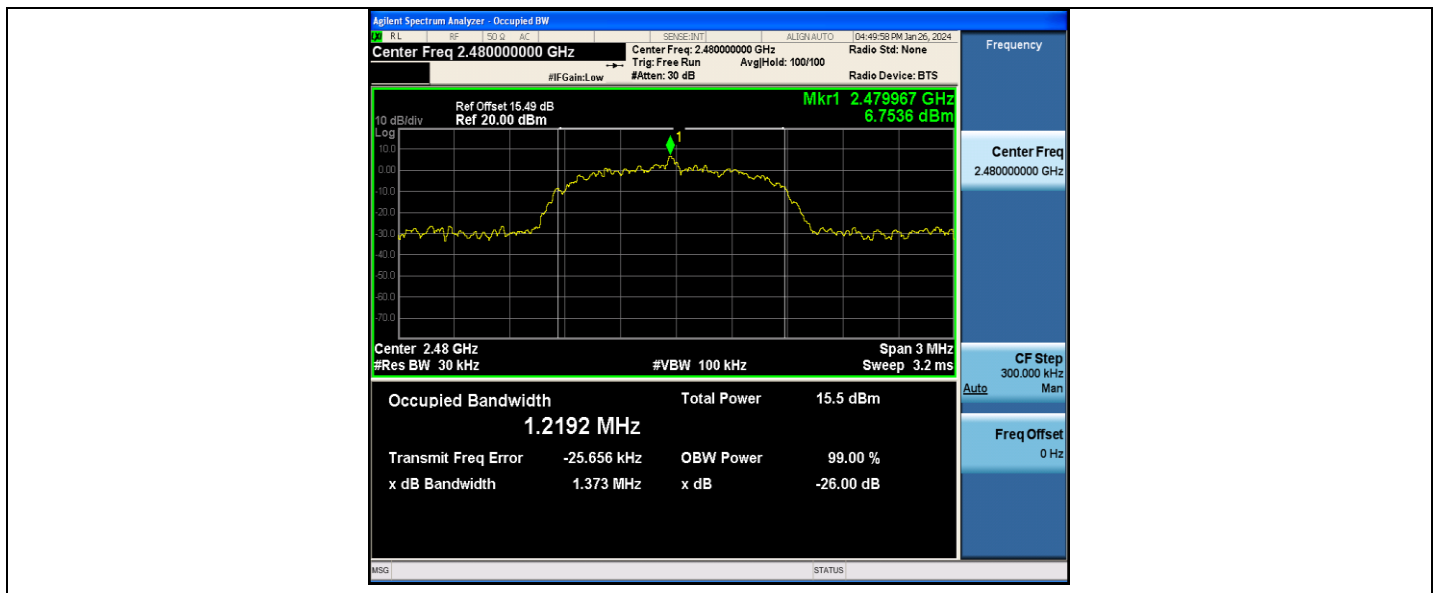 Agilent Spectrum Analyzer - Occupied BW
RL RF 50 Ω AC SENSE:INT ALIGN AUTO 04:49:58 PM Jan 26, 2024
Center Freq 2.480000000 GHz
Center Freq: 2.480000000 GHz
Radio Std: None
Trig: Free Run Avg|Hold: 100/100
#IFGain:Low
#Atten: 30 dB
Radio Device: BTS
Frequency
Mkr1 2.479967 GHz
6.7536 dBm
Ref Offset 15.49 dB
10 dB/div Ref 20.00 dBm
Log
1
10.0
0.00
-10.0
-20.0
-30.0
-40.0
-50.0
-60.0
-70.0
Center 2.48 GHz
Span 3 MHz
#Res BW 30 kHz
#VBW 100 kHz
Sweep 3.2 ms
Occupied Bandwidth
1.2192 MHz
Total Power 15.5 dBm
Transmit Freq Error -25.656 kHz
OBW Power 99.00 %
x dB Bandwidth 1.373 MHz
x dB -26.00 dB
Center Freq
2.480000000 GHz
CF Step
300.000 kHz
Auto Man
Freq Offset
0 Hz
MSG
STATUS